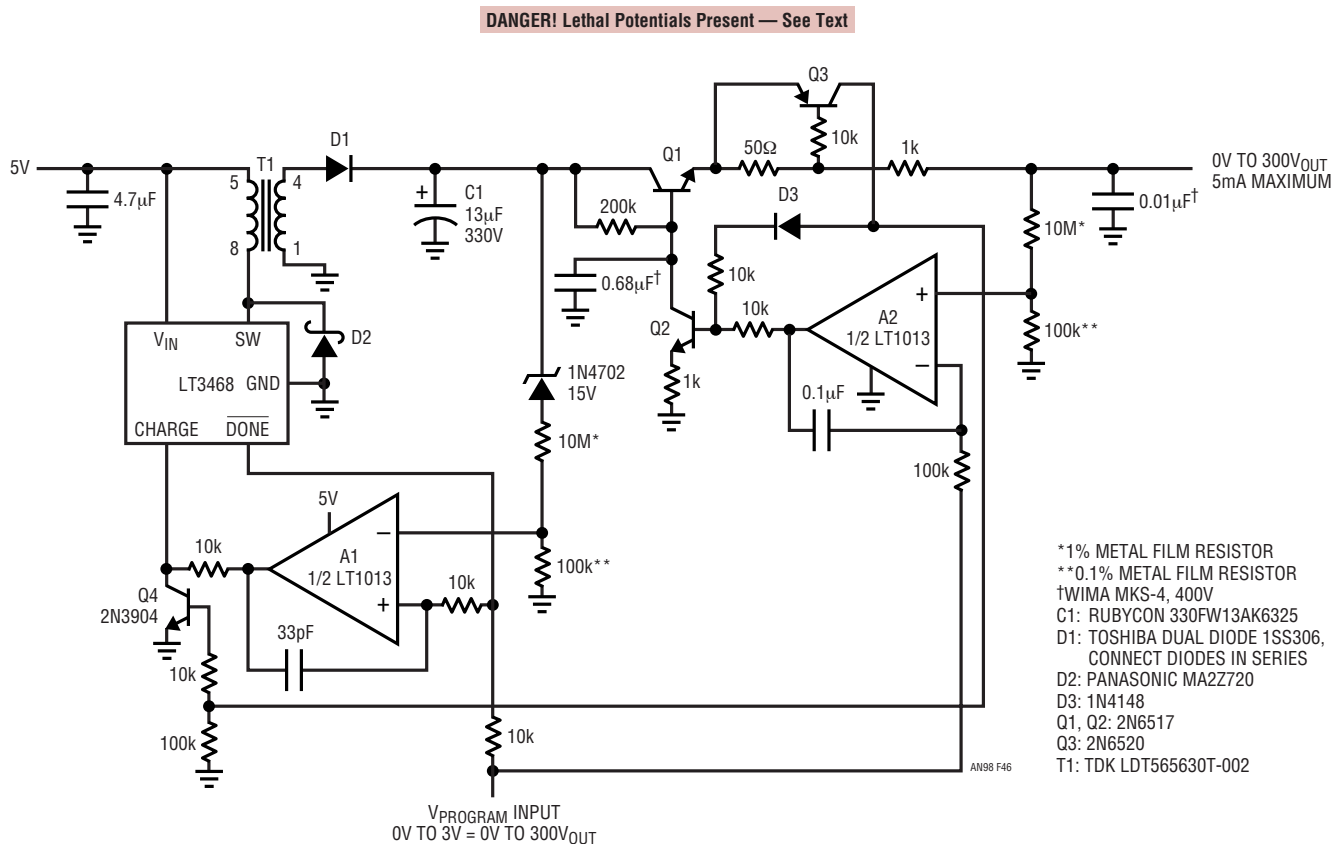 DANGER! Lethal Potentials Present — See Text
5V
4.7µF
T1
5
8
4
1
D1
+
C1
13µF
330V
Q1
200k
0.68µF†
Q3
50Ω
10k
1k
D3
0V TO 300VOUT
5mA MAXIMUM
0.01µF†
10M*
100k**
10k
10k
Q2
1k
+
A2
1/2 LT1013
−
0.1µF
100k
VIN
SW
LT3468
GND
CHARGE
DONE
D2
1N4702
15V
10M*
100k**
5V
−
A1
1/2 LT1013
+
10k
10k
33pF
Q4
2N3904
10k
100k
10k
VPROGRAM INPUT
0V TO 3V = 0V TO 300VOUT
AN98 F46
*1% METAL FILM RESISTOR
**0.1% METAL FILM RESISTOR
†WIMA MKS-4, 400V
C1: RUBYCON 330FW13AK6325
D1: TOSHIBA DUAL DIODE 1SS306,
CONNECT DIODES IN SERIES
D2: PANASONIC MA2Z720
D3: 1N4148
Q1, Q2: 2N6517
Q3: 2N6520
T1: TDK LDT565630T-002